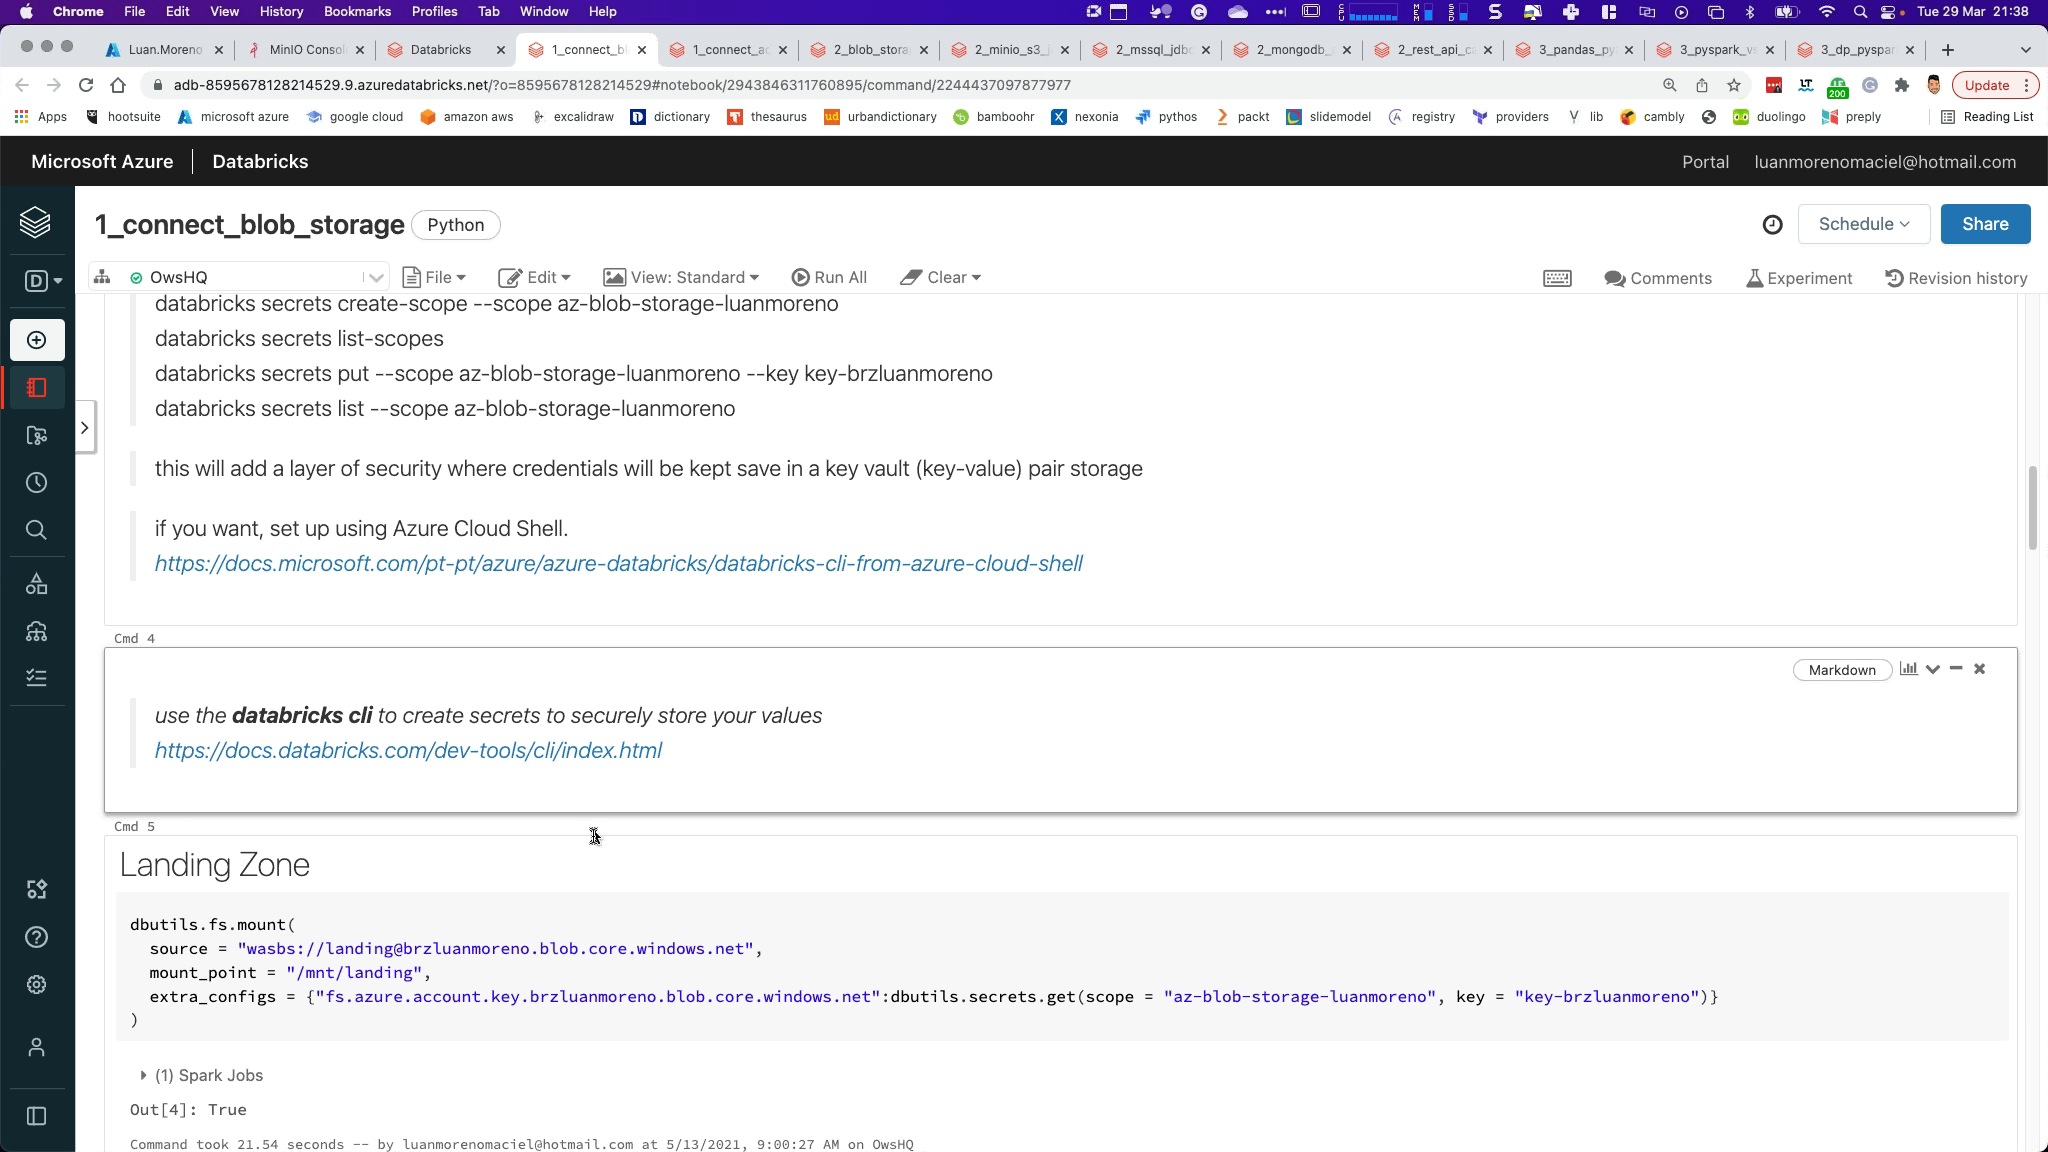 Chrome File Edit View History Bookmarks Profiles Tab Window Help Tue 29 Mar 21:38
Luan.Moreno MinIO Consol Databricks 1_connect_bl 1_connect_ad 2_blob_stora 2_minio_s3_ 2_mssql_jdbc 2_mongodb_ 2_rest_api_c 3_pandas_py 3_pyspark_vs 3_dp_pyspar
adb-8595678128214529.9.azuredatabricks.net/?o=8595678128214529#notebook/2943846311760895/command/2244437097877977 200 Update
Apps hootsuite microsoft azure google cloud amazon aws excalidraw dictionary thesaurus urbandictionary bamboohr nexonia pythos packt slidemodel registry providers lib cambly duolingo preply Reading List
Microsoft Azure Databricks Portal luanmorenomaciel@hotmail.com
1_connect_blob_storage Python Schedule Share
D OwsHQ File Edit View: Standard Run All Clear Comments Experiment Revision history
databricks secrets create-scope --scope az-blob-storage-luanmoreno
databricks secrets list-scopes
databricks secrets put --scope az-blob-storage-luanmoreno --key key-brzluanmoreno
databricks secrets list --scope az-blob-storage-luanmoreno
this will add a layer of security where credentials will be kept save in a key vault (key-value) pair storage
if you want, set up using Azure Cloud Shell.
https://docs.microsoft.com/pt-pt/azure/azure-databricks/databricks-cli-from-azure-cloud-shell
Cmd 4
Markdown
use the databricks cli to create secrets to securely store your values
https://docs.databricks.com/dev-tools/cli/index.html
Cmd 5
Landing Zone
dbutils.fs.mount(
source = "wasbs://landing@brzluanmoreno.blob.core.windows.net",
mount_point = "/mnt/landing",
extra_configs = {"fs.azure.account.key.brzluanmoreno.blob.core.windows.net":dbutils.secrets.get(scope = "az-blob-storage-luanmoreno", key = "key-brzluanmoreno")}
)
(1) Spark Jobs
Out[4]: True
Command took 21.54 seconds -- by luanmorenomaciel@hotmail.com at 5/13/2021, 9:00:27 AM on OwsHQ